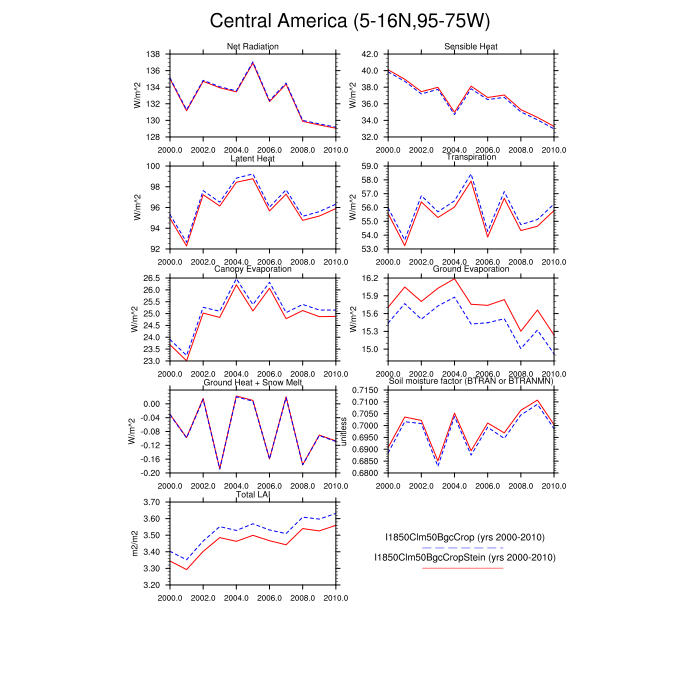 Central America (5-16N,95-75W)
Net Radiation
Sensible Heat
W/m^2
138
136
134
132
130
128
2000.0 2002.0 2004.0 2006.0 2008.0 2010.0
W/m^2
42.0
40.0
38.0
36.0
34.0
32.0
2000.0 2002.0 2004.0 2006.0 2008.0 2010.0
Latent Heat
Transpiration
W/m^2
100
98
96
94
92
2000.0 2002.0 2004.0 2006.0 2008.0 2010.0
W/m^2
59.0
58.0
57.0
56.0
55.0
54.0
53.0
2000.0 2002.0 2004.0 2006.0 2008.0 2010.0
Canopy Evaporation
Ground Evaporation
W/m^2
26.5
26.0
25.5
25.0
24.5
24.0
23.5
23.0
2000.0 2002.0 2004.0 2006.0 2008.0 2010.0
W/m^2
16.2
15.9
15.6
15.3
15.0
2000.0 2002.0 2004.0 2006.0 2008.0 2010.0
Ground Heat + Snow Melt
Soil moisture factor (BTRAN or BTRANMN)
W/m^2
0.00
-0.04
-0.08
-0.12
-0.16
-0.20
2000.0 2002.0 2004.0 2006.0 2008.0 2010.0
unitless
0.7150
0.7100
0.7050
0.7000
0.6950
0.6900
0.6850
0.6800
2000.0 2002.0 2004.0 2006.0 2008.0 2010.0
Total LAI
m2/m2
3.70
3.60
3.50
3.40
3.30
3.20
2000.0 2002.0 2004.0 2006.0 2008.0 2010.0
I1850Clm50BgcCrop (yrs 2000-2010)
I1850Clm50BgcCropStein (yrs 2000-2010)